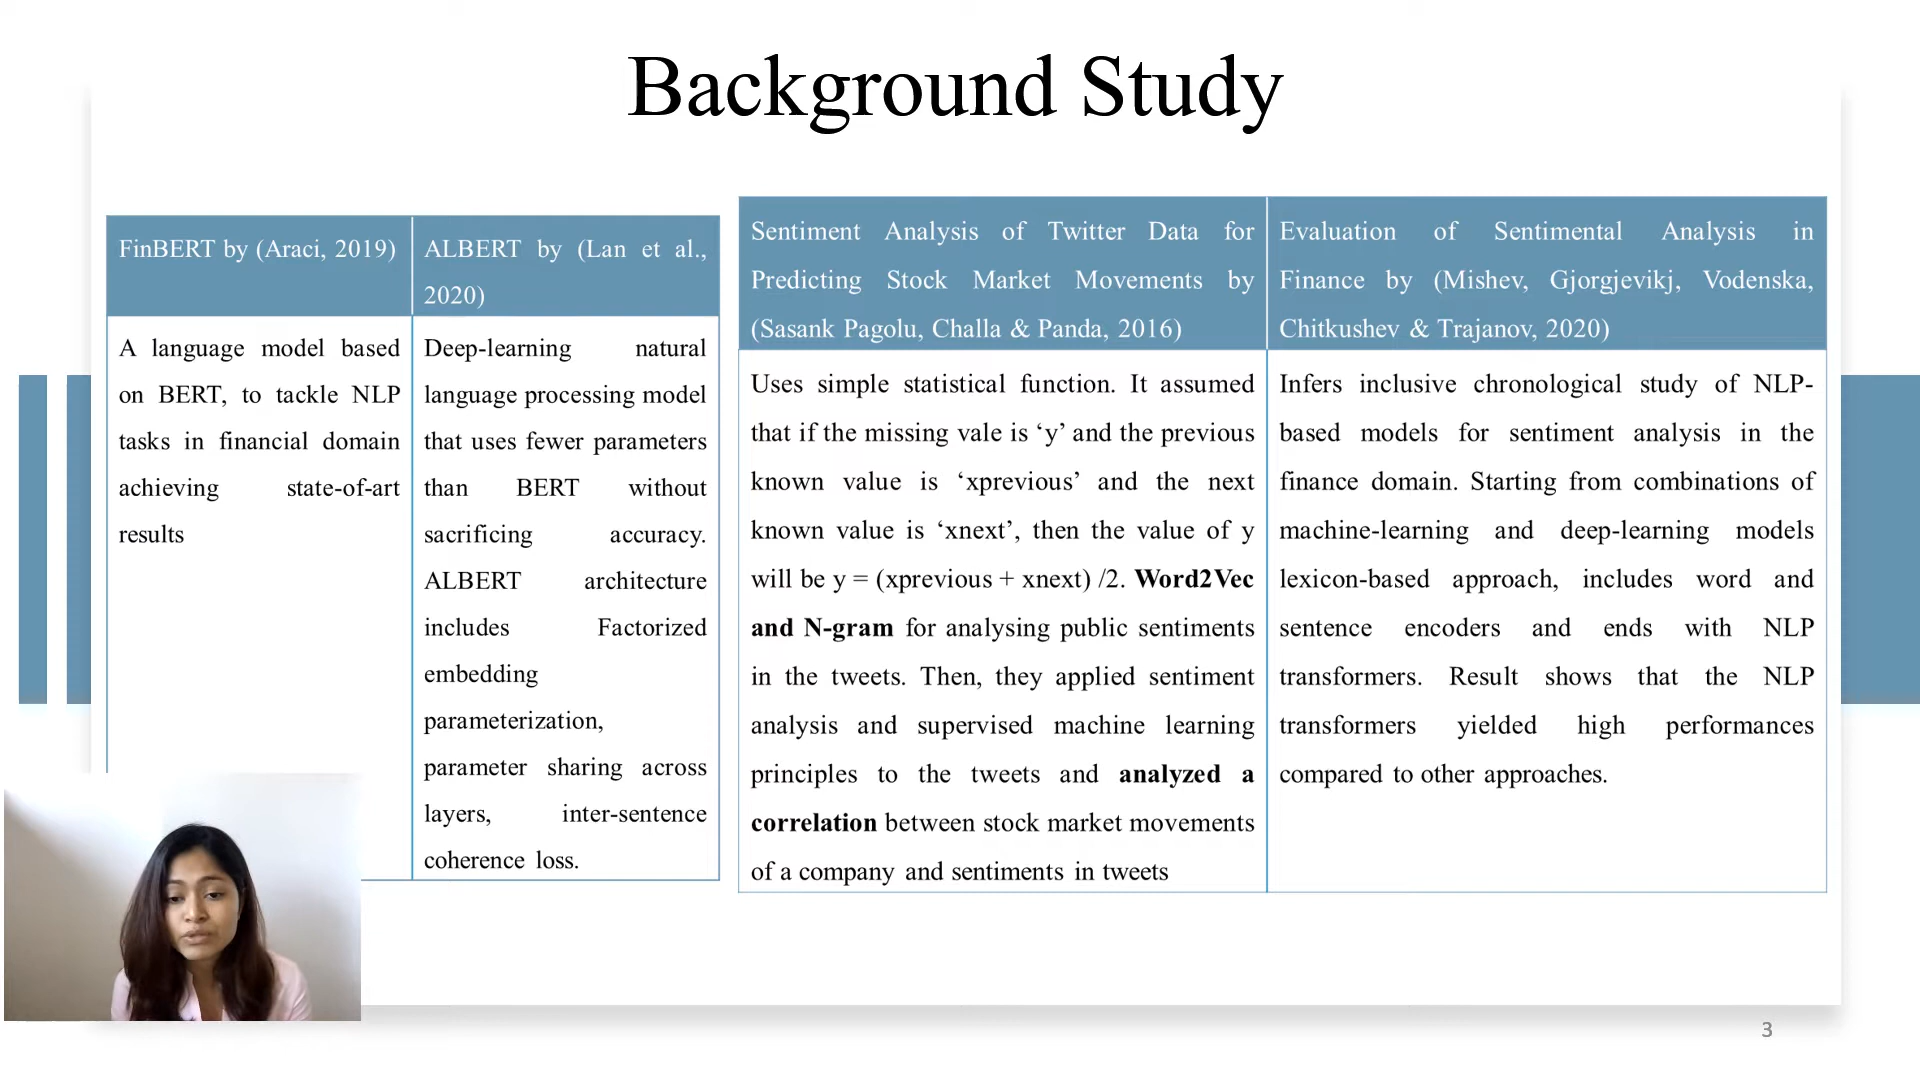 Background Study
FinBERT by (Araci, 2019)
A language model based
on BERT, to tackle NLP
tasks in financial domain
achieving state-of-art
results
ALBERT by (Lan et al.,
2020)
Deep-learning natural
language processing model
that uses fewer parameters
than BERT without
sacrificing accuracy.
ALBERT architecture
includes Factorized
embedding
parameterization,
parameter sharing across
layers, inter-sentence
coherence loss.
Sentiment Analysis of Twitter Data for
Predicting Stock Market Movements by
(Sasank Pagolu, Challa & Panda, 2016)
Uses simple statistical function. It assumed
that if the missing vale is ‘y’ and the previous
known value is ‘xprevious’ and the next
known value is ‘xnext’, then the value of y
will be y = (xprevious + xnext) /2. Word2Vec
and N-gram for analysing public sentiments
in the tweets. Then, they applied sentiment
analysis and supervised machine learning
principles to the tweets and analyzed a
correlation between stock market movements
of a company and sentiments in tweets
Evaluation of Sentimental Analysis in
Finance by (Mishev, Gjorgjevikj, Vodenska,
Chitkushev & Trajanov, 2020)
Infers inclusive chronological study of NLP-
based models for sentiment analysis in the
finance domain. Starting from combinations of
machine-learning and deep-learning models
lexicon-based approach, includes word and
sentence encoders and ends with NLP
transformers. Result shows that the NLP
transformers yielded high performances
compared to other approaches.
3